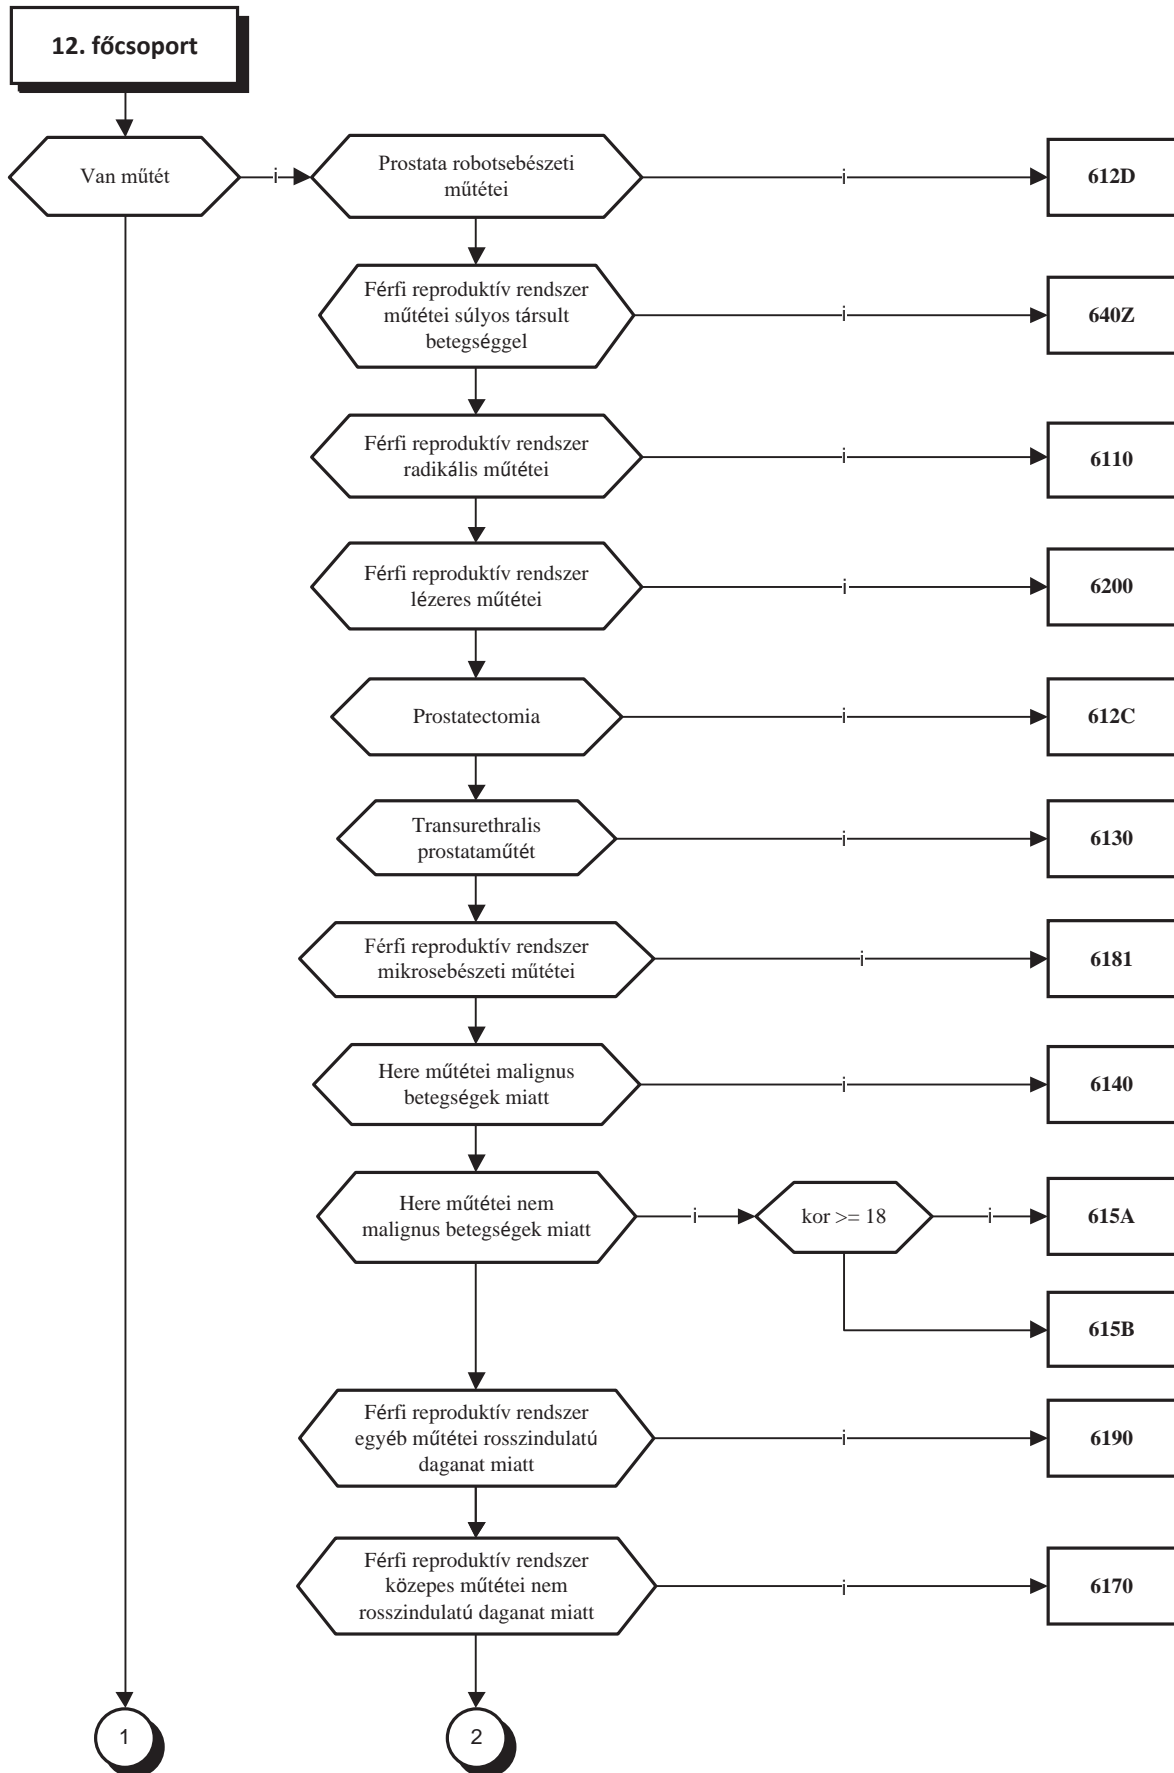 12. főcsoport
Van műtét
i
Prostata robotsebészeti
műtétei
i
612D
Férfi reproduktív rendszer
műtétei súlyos társult
betegséggel
i
640Z
Férfi reproduktív rendszer
radikális műtétei
i
6110
Férfi reproduktív rendszer
lézeres műtétei
i
6200
Prostatectomia
i
612C
Transurethralis
prostataműtét
i
6130
Férfi reproduktív rendszer
mikrosebészeti műtétei
i
6181
Here műtétei malignus
betegségek miatt
i
6140
Here műtétei nem
malignus betegségek miatt
i
kor >= 18
i
615A
615B
Férfi reproduktív rendszer
egyéb műtétei rosszindulatú
daganat miatt
i
6190
Férfi reproduktív rendszer
közepes műtétei nem
rosszindulatú daganat miatt
i
6170
1
2